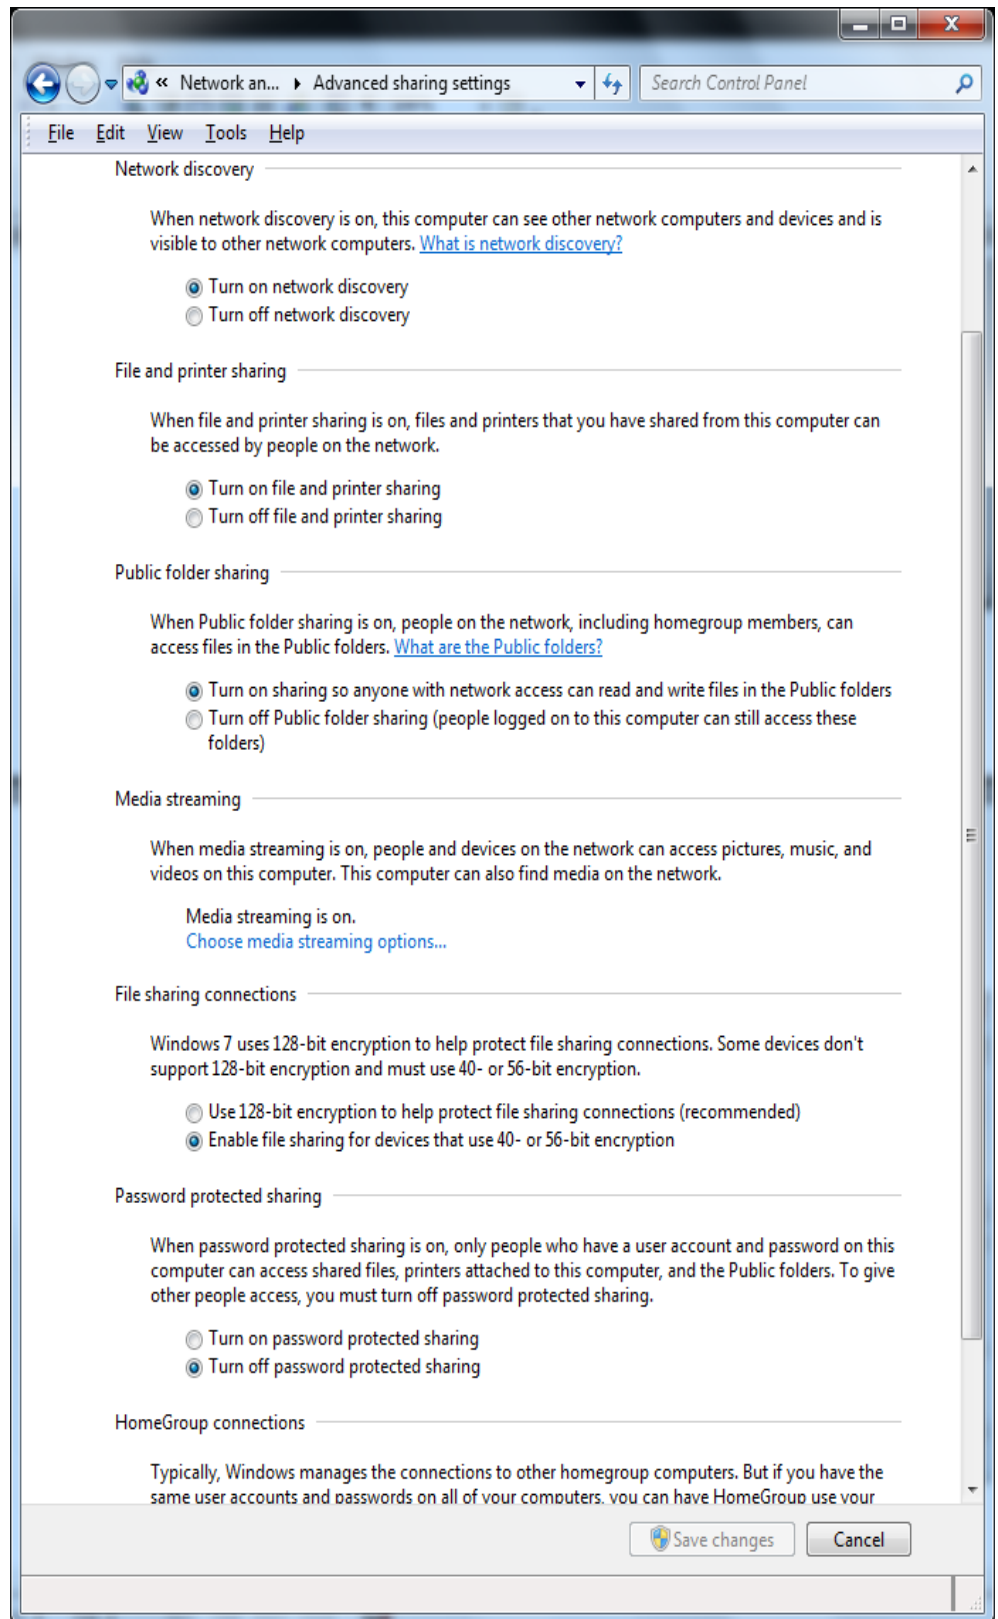 « Network an... Advanced sharing settings
Search Control Panel
File Edit View Tools Help
Network discovery
When network discovery is on, this computer can see other network computers and devices and is
visible to other network computers. What is network discovery?
Turn on network discovery
Turn off network discovery
File and printer sharing
When file and printer sharing is on, files and printers that you have shared from this computer can
be accessed by people on the network.
Turn on file and printer sharing
Turn off file and printer sharing
Public folder sharing
When Public folder sharing is on, people on the network, including homegroup members, can
access files in the Public folders. What are the Public folders?
Turn on sharing so anyone with network access can read and write files in the Public folders
Turn off Public folder sharing (people logged on to this computer can still access these
folders)
Media streaming
When media streaming is on, people and devices on the network can access pictures, music, and
videos on this computer. This computer can also find media on the network.
Media streaming is on.
Choose media streaming options...
File sharing connections
Windows 7 uses 128-bit encryption to help protect file sharing connections. Some devices don't
support 128-bit encryption and must use 40- or 56-bit encryption.
Use 128-bit encryption to help protect file sharing connections (recommended)
Enable file sharing for devices that use 40- or 56-bit encryption
Password protected sharing
When password protected sharing is on, only people who have a user account and password on this
computer can access shared files, printers attached to this computer, and the Public folders. To give
other people access, you must turn off password protected sharing.
Turn on password protected sharing
Turn off password protected sharing
HomeGroup connections
Typically, Windows manages the connections to other homegroup computers. But if you have the
same user accounts and passwords on all of your computers, you can have HomeGroup use your
Save changes Cancel